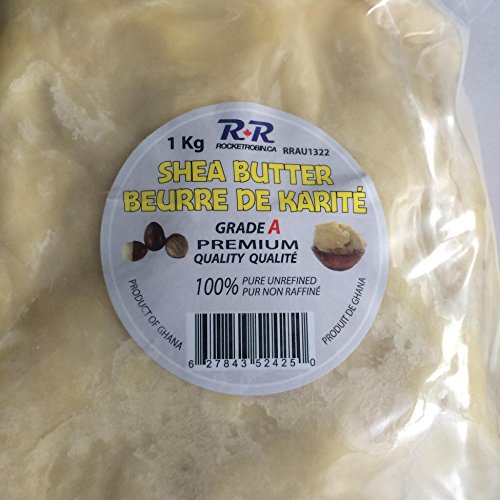 R R
ROCKETROBIN.CA
1 Kg
RRAU1322
SHEA BUTTER
BEURRE DE KARITÉ
GRADE A
PREMIUM
QUALITY QUALITÉ
100% PURE UNREFINED
PUR NON RAFFINÉ
PRODUCT OF GHANA
PRODUIT DE GHANA
6 27843 52425 0